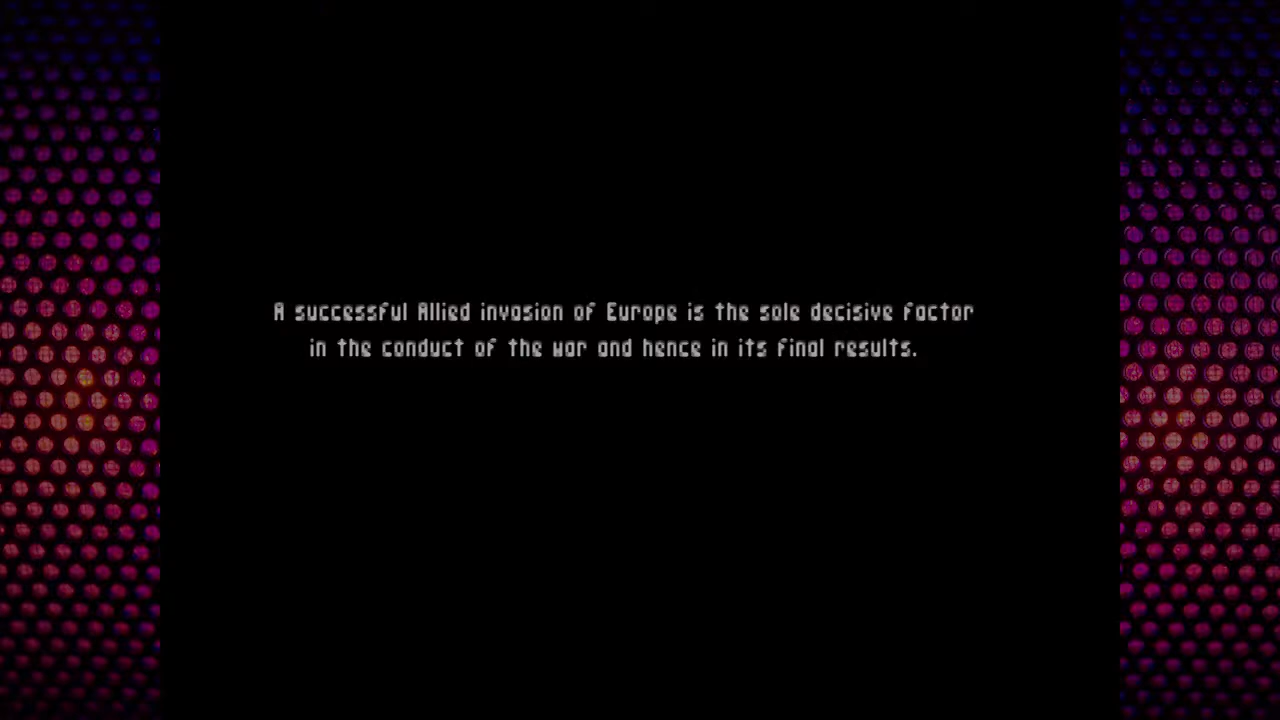 A successful Allied invasion of Europe is the sole decisive factor
in the conduct of the war and hence in its final results.